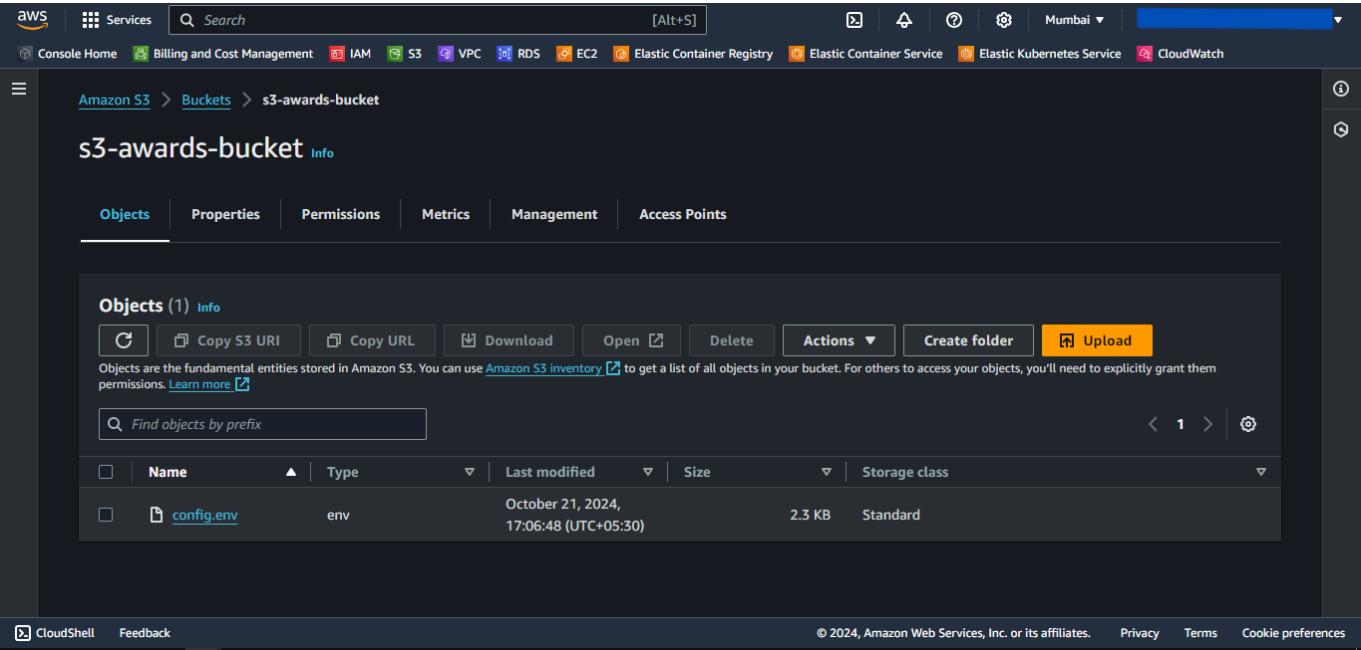 aws Services Search [Alt+S] Mumbai
Console Home Billing and Cost Management IAM S3 VPC RDS EC2 Elastic Container Registry Elastic Container Service Elastic Kubernetes Service CloudWatch
Amazon S3 Buckets s3-awards-bucket
s3-awards-bucket Info
Objects Properties Permissions Metrics Management Access Points
Objects (1) Info
Copy S3 URI Copy URL Download Open Delete Actions Create folder Upload
Objects are the fundamental entities stored in Amazon S3. You can use Amazon S3 inventory to get a list of all objects in your bucket. For others to access your objects, you'll need to explicitly grant them
permissions. Learn more
Find objects by prefix 1
Name Type Last modified Size Storage class
config.env env October 21, 2024, 17:06:48 (UTC+05:30) 2.3 KB Standard
CloudShell Feedback © 2024, Amazon Web Services, Inc. or its affiliates. Privacy Terms Cookie preferences